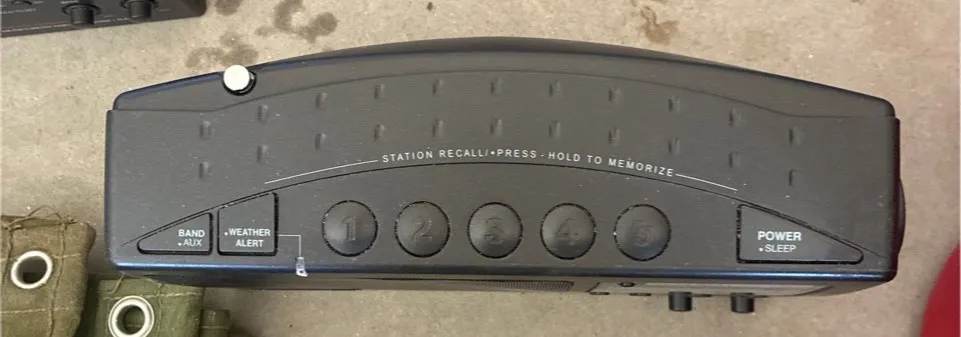 STATION RECALL/•PRESS - HOLD TO MEMORIZE
BAND
•AUX
•WEATHER
ALERT
1 2 3 4 5
POWER
•SLEEP